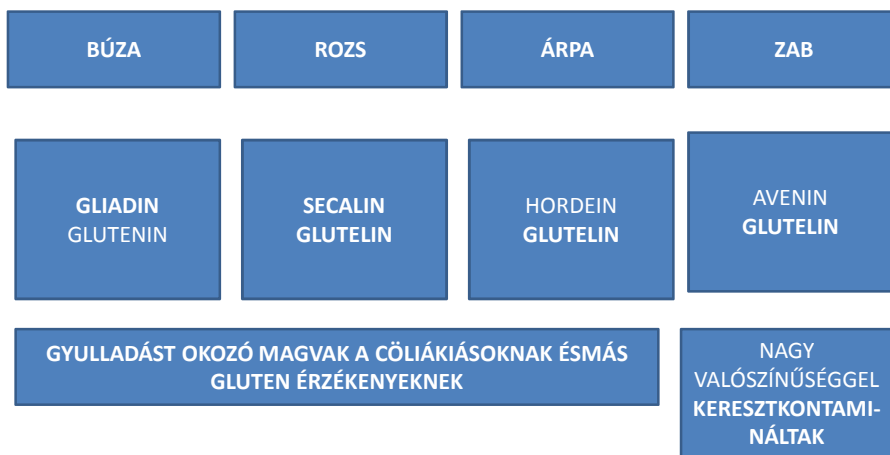 BÚZA
ROZS
ÁRPA
ZAB
GLIADIN
GLUTENIN
SECALIN
GLUTELIN
HORDEIN
GLUTELIN
AVENIN
GLUTELIN
GYULLADÁST OKOZÓ MAGVAK A CÖLIÁKIÁSOKNAK ÉSMÁS
GLUTEN ÉRZÉKENYEKNEK
NAGY
VALÓSZÍNŰSÉGGEL
KERESZTKONTAMI-
NÁLTAK